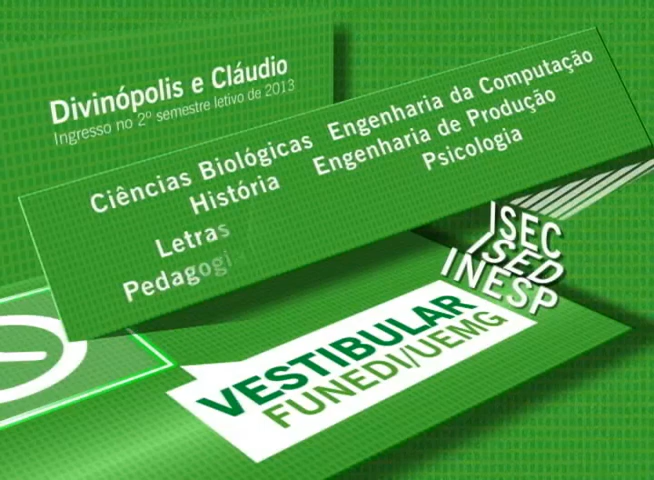 Divinópolis e Cláudio
Ingresso no 2º semestre letivo de 2013
Ciências Biológicas
História
Letras
Pedagogi
Engenharia da Computação
Engenharia de Produção
Psicologia
ISEC
ISED
INESP
VESTIBULAR
FUNEDI/UEMG